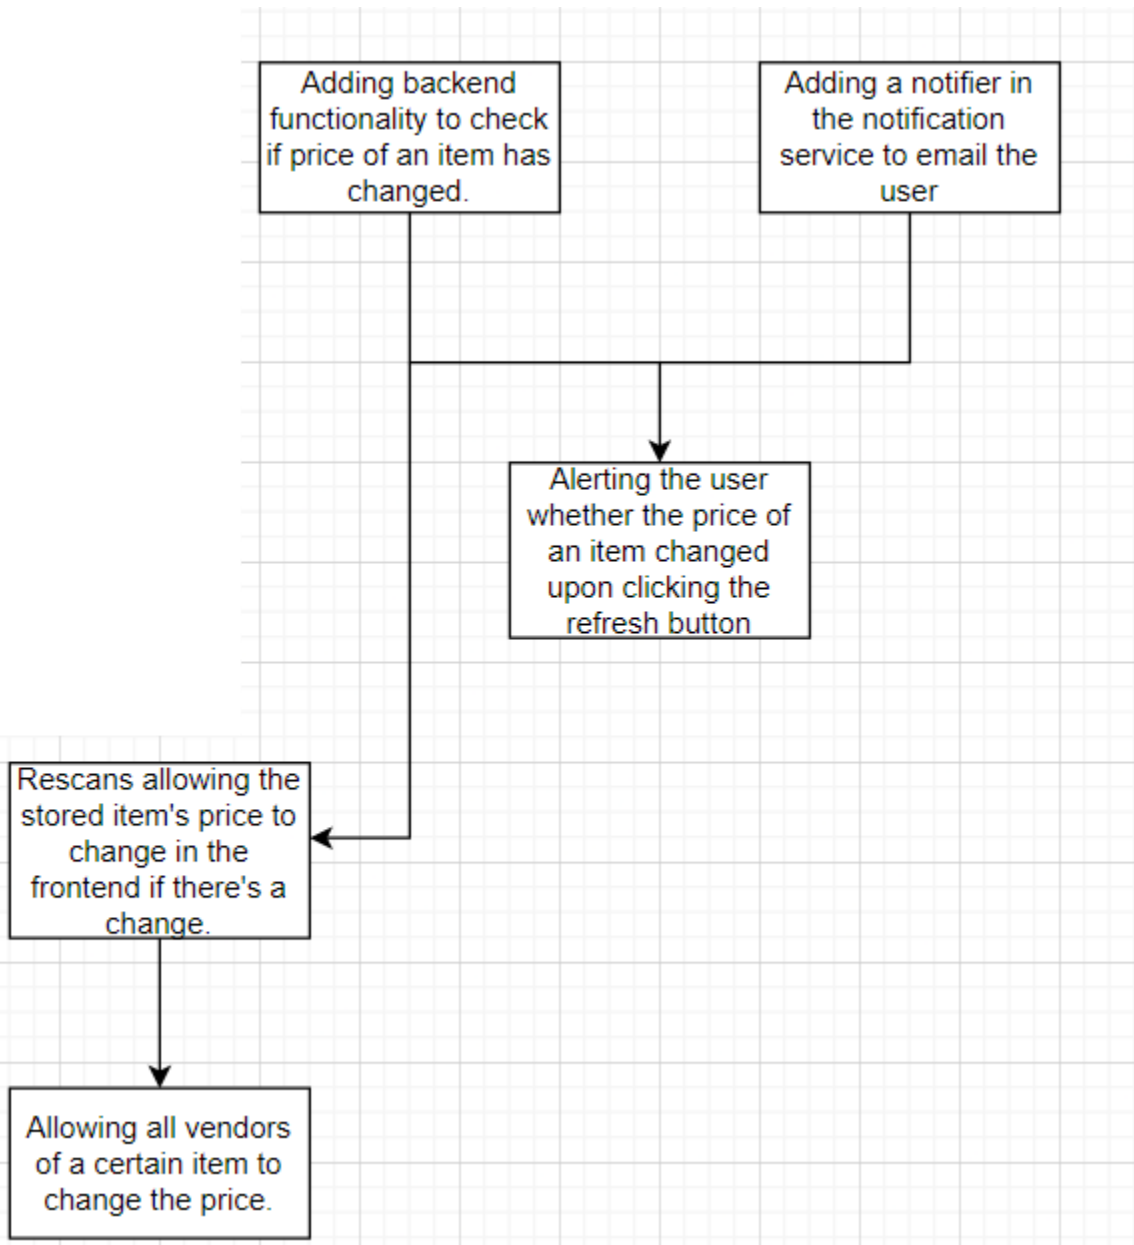 Adding backend
functionality to check
if price of an item has
changed.
Adding a notifier in
the notification
service to email the
user
Alerting the user
whether the price of
an item changed
upon clicking the
refresh button
Rescans allowing the
stored item's price to
change in the
frontend if there's a
change.
Allowing all vendors
of a certain item to
change the price.